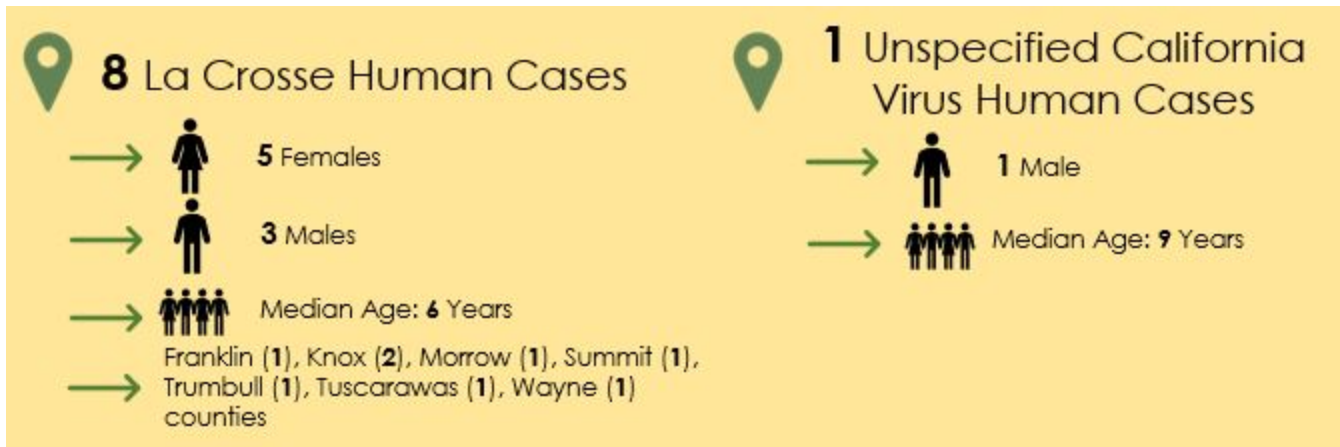 8 La Crosse Human Cases
5 Females
3 Males
Median Age: 6 Years
Franklin (1), Knox (2), Morrow (1), Summit (1),
Trumbull (1), Tuscarawas (1), Wayne (1)
counties
1 Unspecified California
Virus Human Cases
1 Male
Median Age: 9 Years